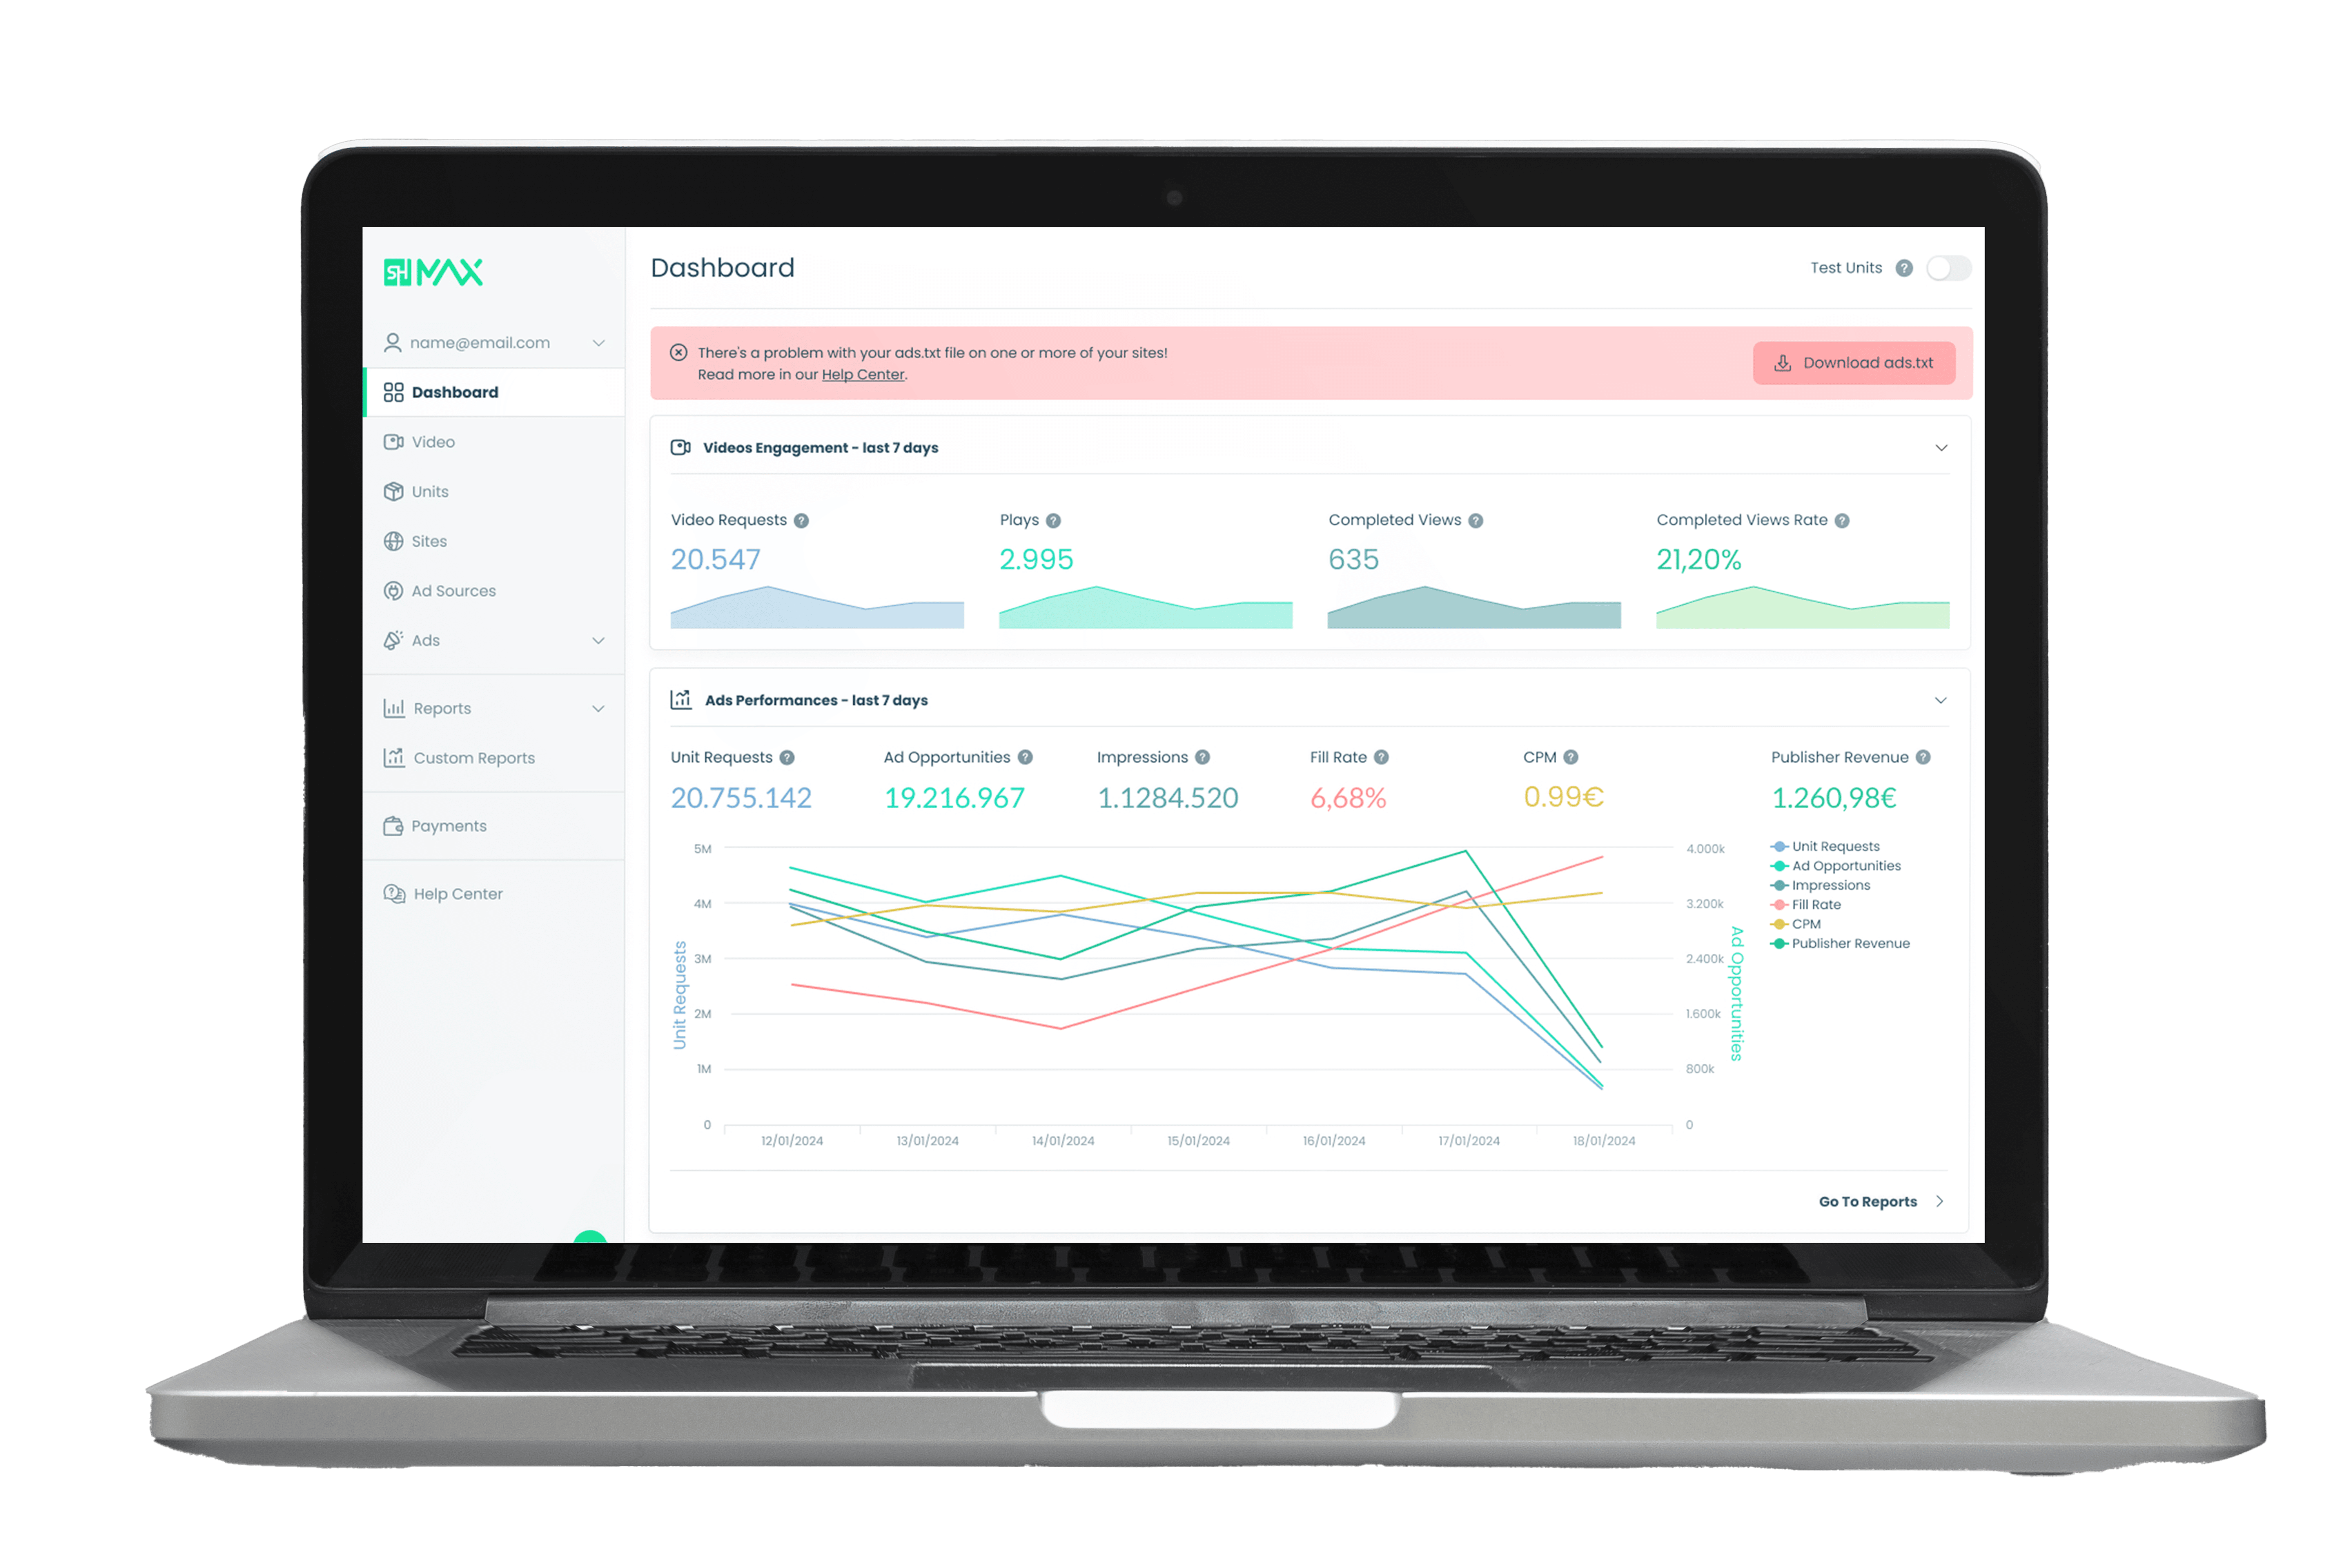 SH MAX
name@email.com
Dashboard
Video
Units
Sites
Ad Sources
Ads
Reports
Custom Reports
Payments
Help Center
Dashboard
Test Units ?
There's a problem with your ads.txt file on one or more of your sites!
Read more in our Help Center.
Download ads.txt
Videos Engagement - last 7 days
Video Requests ?
20.547
Plays ?
2.995
Completed Views ?
635
Completed Views Rate ?
21,20%
Ads Performances - last 7 days
Unit Requests ?
20.755.142
Ad Opportunities ?
19.216.967
Impressions ?
1.1284.520
Fill Rate ?
6,68%
CPM ?
0.99€
Publisher Revenue ?
1.260,98€
Unit Requests
5M
4M
3M
2M
1M
0
12/01/2024
13/01/2024
14/01/2024
15/01/2024
16/01/2024
17/01/2024
18/01/2024
4.000k
3.200k
2.400k
1.600k
800k
0
Ad Opportunities
Unit Requests
Ad Opportunities
Impressions
Fill Rate
CPM
Publisher Revenue
Go To Reports